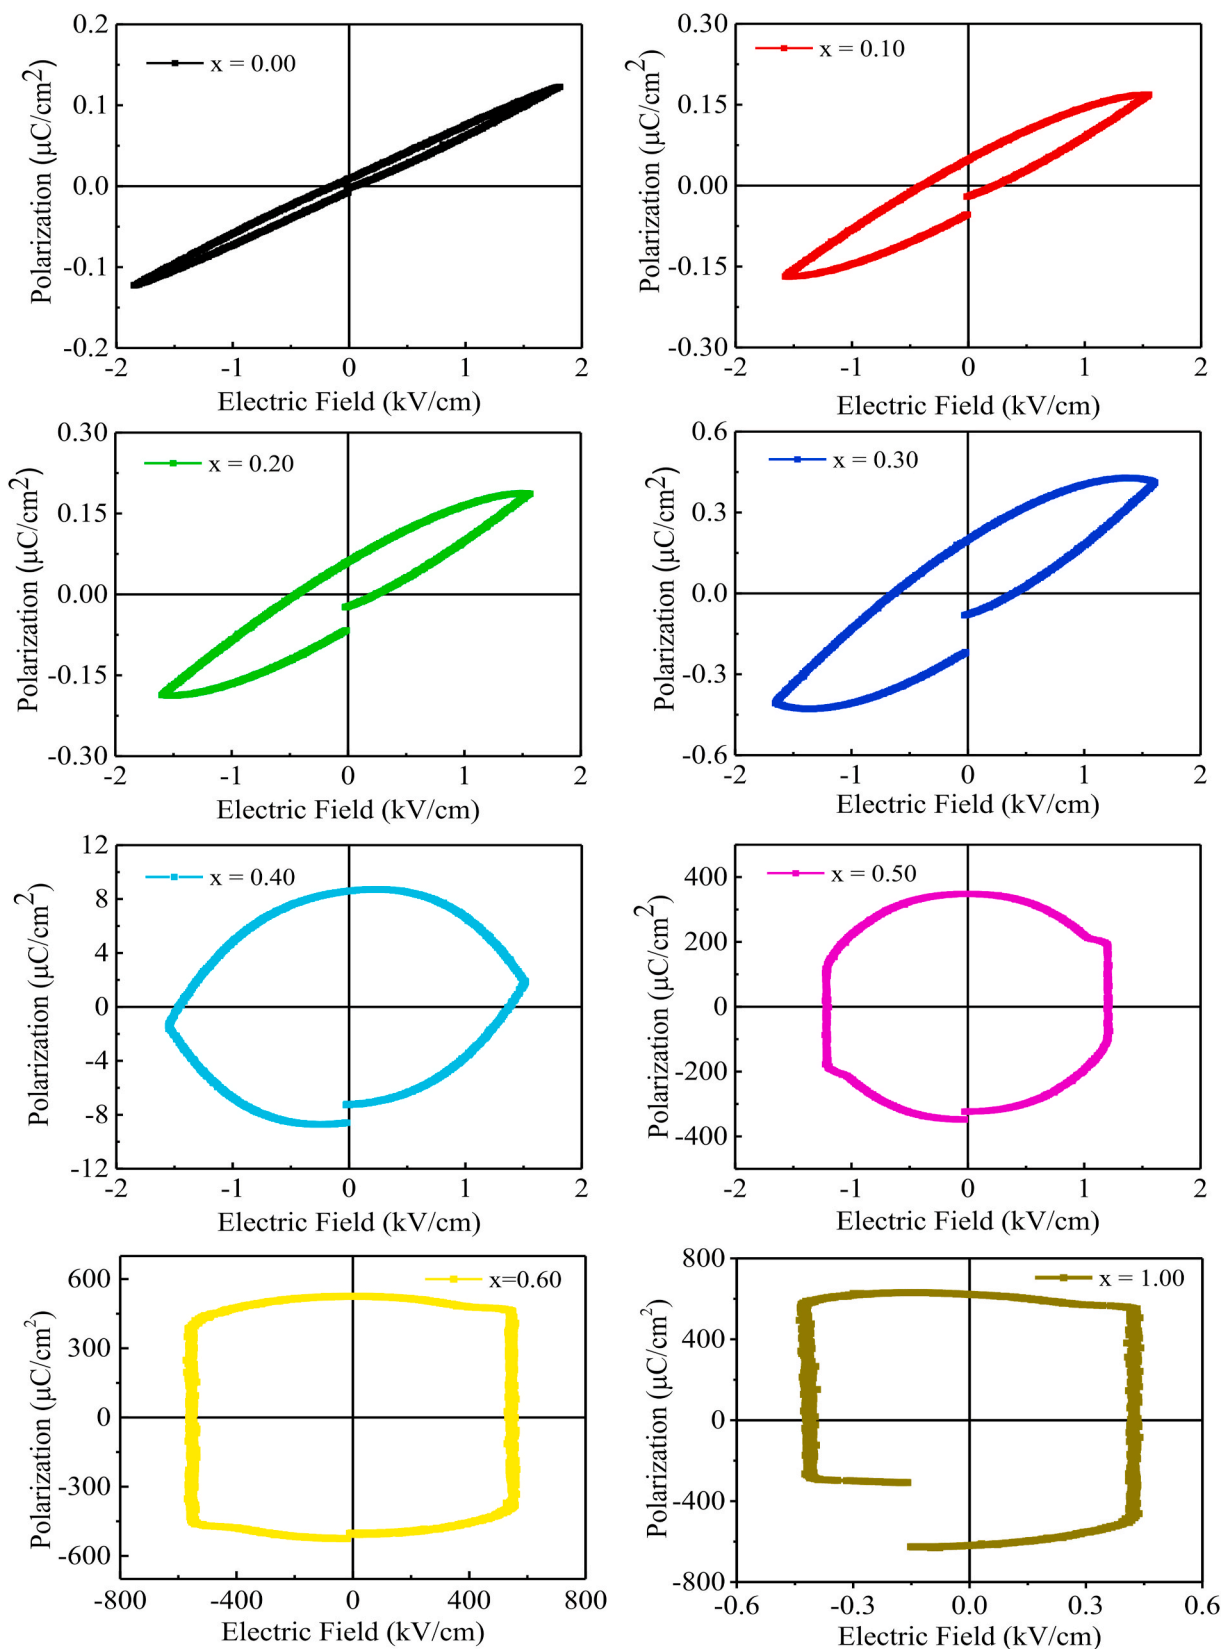 x = 0.00
0.2
0.1
0.0
-0.1
-0.2
-2 -1 0 1 2
Polarization (μC/cm2)
Electric Field (kV/cm)
x = 0.10
0.30
0.15
0.00
-0.15
-0.30
-2 -1 0 1 2
Polarization (μC/cm2)
Electric Field (kV/cm)
x = 0.20
0.30
0.15
0.00
-0.15
-0.30
-2 -1 0 1 2
Polarization (μC/cm2)
Electric Field (kV/cm)
x = 0.30
0.6
0.3
0.0
-0.3
-0.6
-2 -1 0 1 2
Polarization (μC/cm2)
Electric Field (kV/cm)
x = 0.40
12
8
4
0
-4
-8
-12
-2 -1 0 1 2
Polarization (μC/cm2)
Electric Field (kV/cm)
x = 0.50
400
200
0
-200
-400
-2 -1 0 1 2
Polarization (μC/cm2)
Electric Field (kV/cm)
x=0.60
600
300
0
-300
-600
-800 -400 0 400 800
Polarization (μC/cm2)
Electric Field (kV/cm)
x = 1.00
800
400
0
-400
-800
-0.6 -0.3 0.0 0.3 0.6
Polarization (μC/cm2)
Electric Field (kV/cm)